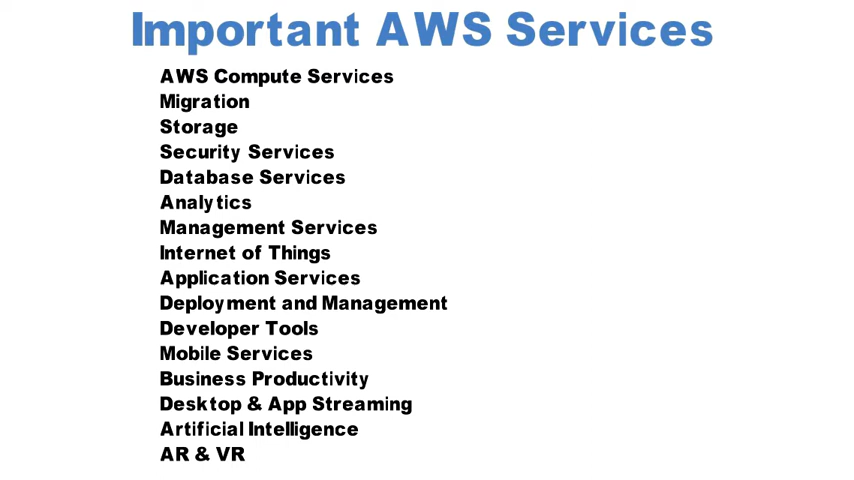 Important AWS Services
AWS Compute Services
Migration
Storage
Security Services
Database Services
Analytics
Management Services
Internet of Things
Application Services
Deployment and Management
Developer Tools
Mobile Services
Business Productivity
Desktop & App Streaming
Artificial Intelligence
AR & VR